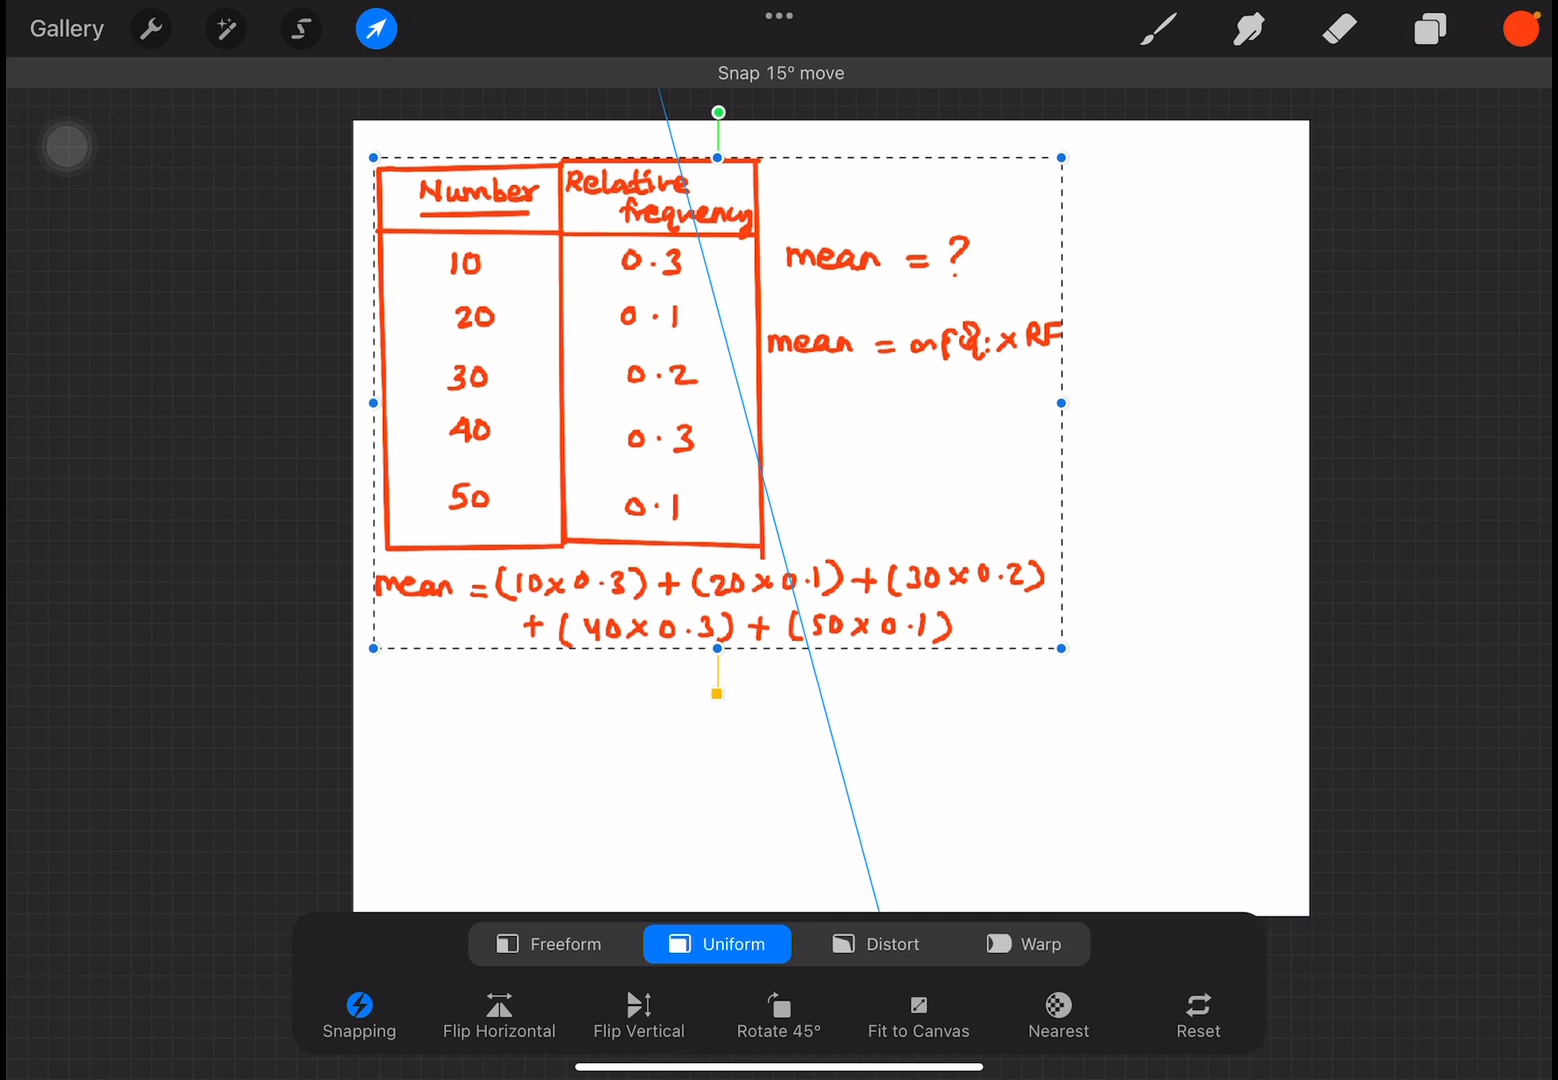 Gallery
Snap 15° move
Number
Relative frequency
10
0.3
20
0.1
30
0.2
40
0.3
50
0.1
mean = ?
mean = × RF
mean = (10×0.3) + (20×0.1) + (30×0.2)
+ (40×0.3) + (50×0.1)
Freeform
Uniform
Distort
Warp
Snapping
Flip Horizontal
Flip Vertical
Rotate 45°
Fit to Canvas
Nearest
Reset